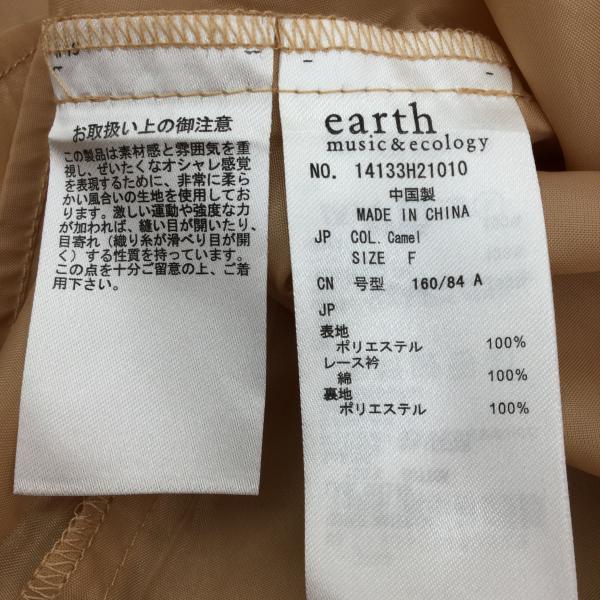 お取扱い上の御注意
この製品は素材感と雰囲気を重
視し、ぜいたくなオシャレ感覚
を表現するために、非常に柔ら
かい風合いの生地を使用してお
ります。激しい運動や強度な力
が加われば、縫い目が開いたり、
目寄れ（織り糸が滑べり目が開
く）する性質を持っています。
この点を十分ご留意の上、ご着
用下さい。
earth
music&ecology
NO. 14133H21010
中国製
MADE IN CHINA
JP COL. Camel
SIZE F
CN 号型 160/84 A
JP
表地
ポリエステル 100%
レース衿
綿 100%
裏地
ポリエステル 100%